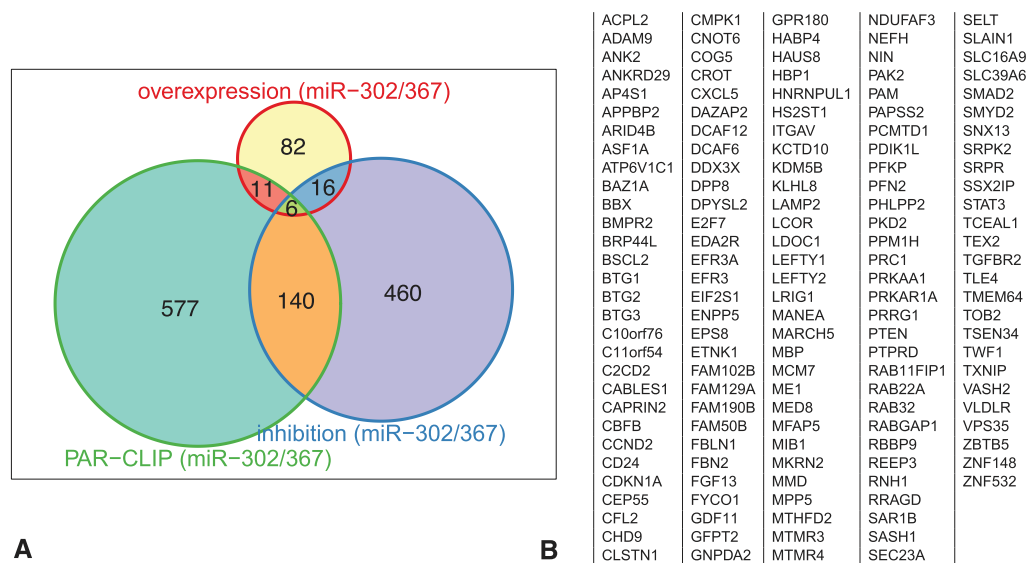 overexpression (miR−302/367)
82
11
16
6
577
140
460
inhibition (miR−302/367)
PAR−CLIP (miR−302/367)
A
B
ACPL2
ADAM9
ANK2
ANKRD29
AP4S1
APPBP2
ARID4B
ASF1A
ATP6V1C1
BAZ1A
BBX
BMPR2
BRP44L
BSCL2
BTG1
BTG2
BTG3
C10orf76
C11orf54
C2CD2
CABLES1
CAPRIN2
CBFB
CCND2
CD24
CDKN1A
CEP55
CFL2
CHD9
CLSTN1
CMPK1
CNOT6
COG5
CROT
CXCL5
DAZAP2
DCAF12
DCAF6
DDX3X
DPP8
DPYSL2
E2F7
EDA2R
EFR3A
EFR3
EIF2S1
ENPP5
EPS8
ETNK1
FAM102B
FAM129A
FAM190B
FAM50B
FBLN1
FBN2
FGF13
FYCO1
GDF11
GFPT2
GNPDA2
GPR180
HABP4
HAUS8
HBP1
HNRNPUL1
HS2ST1
ITGAV
KCTD10
KDM5B
KLHL8
LAMP2
LCOR
LDOC1
LEFTY1
LEFTY2
LRIG1
MANEA
MARCH5
MBP
MCM7
ME1
MED8
MFAP5
MIB1
MKRN2
MMD
MPP5
MTHFD2
MTMR3
MTMR4
NDUFAF3
NEFH
NIN
PAK2
PAM
PAPSS2
PCMTD1
PDIK1L
PFKP
PFN2
PHLPP2
PKD2
PPM1H
PRC1
PRKAA1
PRKAR1A
PRRG1
PTEN
PTPRD
RAB11FIP1
RAB22A
RAB32
RABGAP1
RBBP9
REEP3
RNH1
RRAGD
SAR1B
SASH1
SEC23A
SELT
SLAIN1
SLC16A9
SLC39A6
SMAD2
SMYD2
SNX13
SRPK2
SRPR
SSX2IP
STAT3
TCEAL1
TEX2
TGFBR2
TLE4
TMEM64
TOB2
TSEN34
TWF1
TXNIP
VASH2
VLDLR
VPS35
ZBTB5
ZNF148
ZNF532